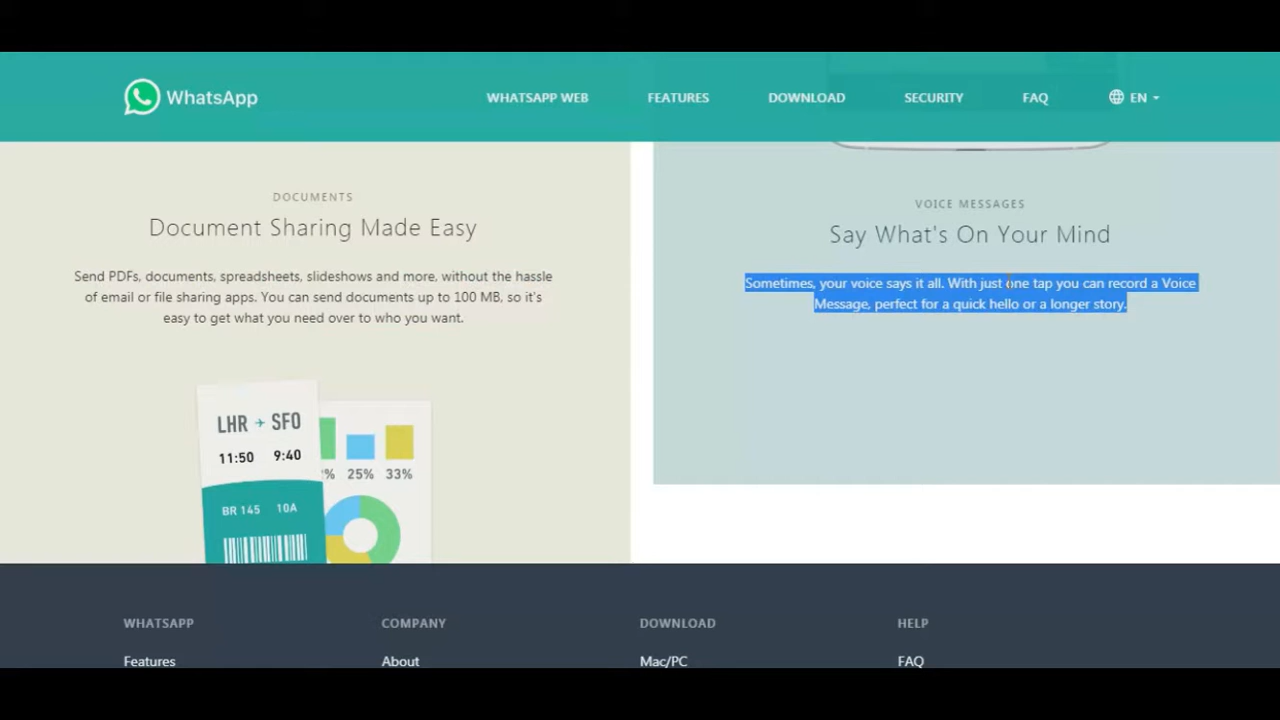 WhatsApp
WHATSAPP WEB
FEATURES
DOWNLOAD
SECURITY
FAQ
EN
DOCUMENTS
Document Sharing Made Easy
Send PDFs, documents, spreadsheets, slideshows and more, without the hassle
of email or file sharing apps. You can send documents up to 100 MB, so it's
easy to get what you need over to who you want.
LHR SFO
11:50 9:40
BR 145 10A
% 25% 33%
VOICE MESSAGES
Say What's On Your Mind
Sometimes, your voice says it all. With just one tap you can record a Voice
Message, perfect for a quick hello or a longer story.
WHATSAPP
Features
COMPANY
About
DOWNLOAD
Mac/PC
HELP
FAQ